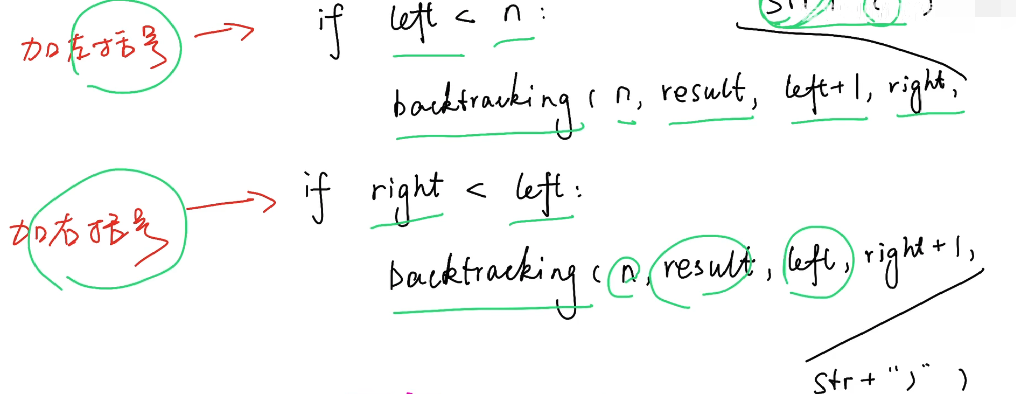 加左括号 if left < n:
backtracking(n, result, left+1, right,
加右括号 if right < left:
backtracking(n, result, left, right+1,
str+")")